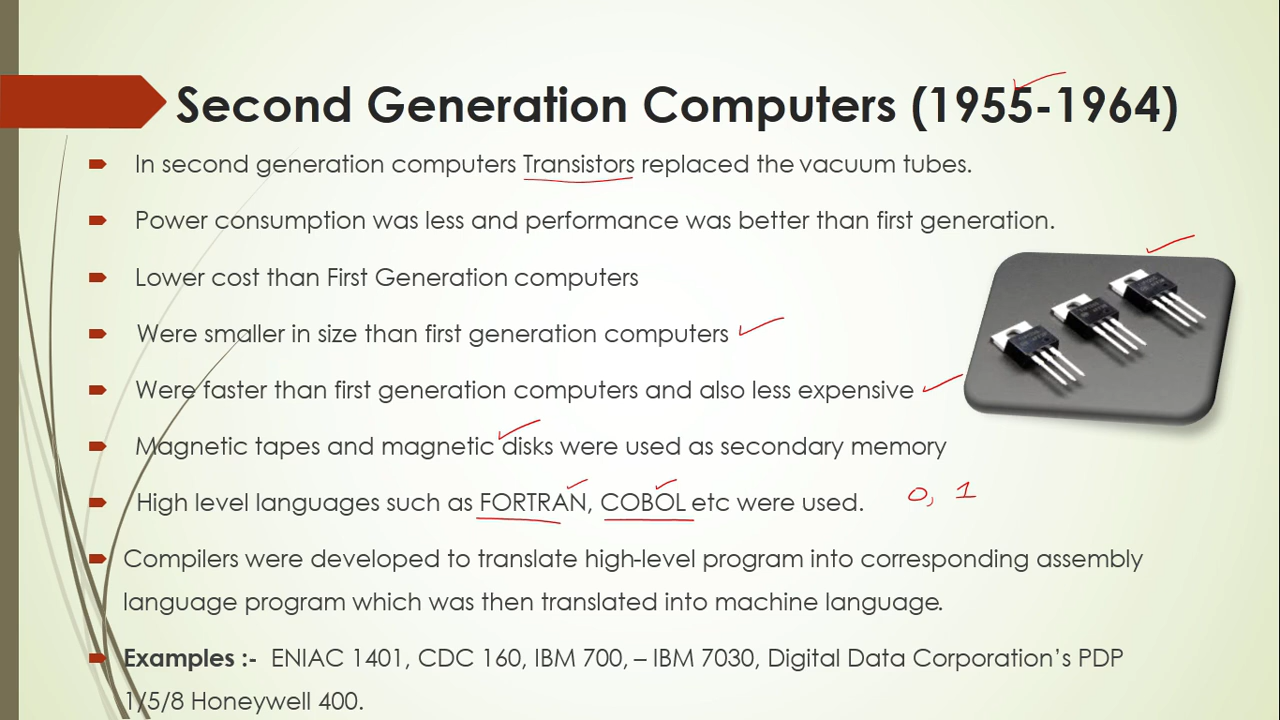 Second Generation Computers (1955-1964)
In second generation computers Transistors replaced the vacuum tubes.
Power consumption was less and performance was better than first generation.
Lower cost than First Generation computers
Were smaller in size than first generation computers
Were faster than first generation computers and also less expensive
Magnetic tapes and magnetic disks were used as secondary memory
High level languages such as FORTRAN, COBOL etc were used. 0, 1
Compilers were developed to translate high-level program into corresponding assembly
language program which was then translated into machine language.
Examples :- ENIAC 1401, CDC 160, IBM 700, – IBM 7030, Digital Data Corporation's PDP
1/5/8 Honeywell 400.